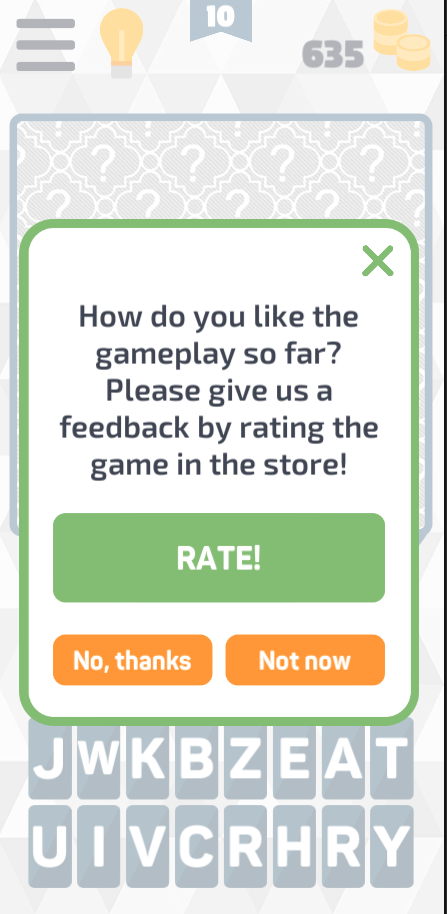 10
635
How do you like the
gameplay so far?
Please give us a
feedback by rating the
game in the store!
RATE!
No, thanks
Not now
J W K B Z E A T
U I V C R H R Y